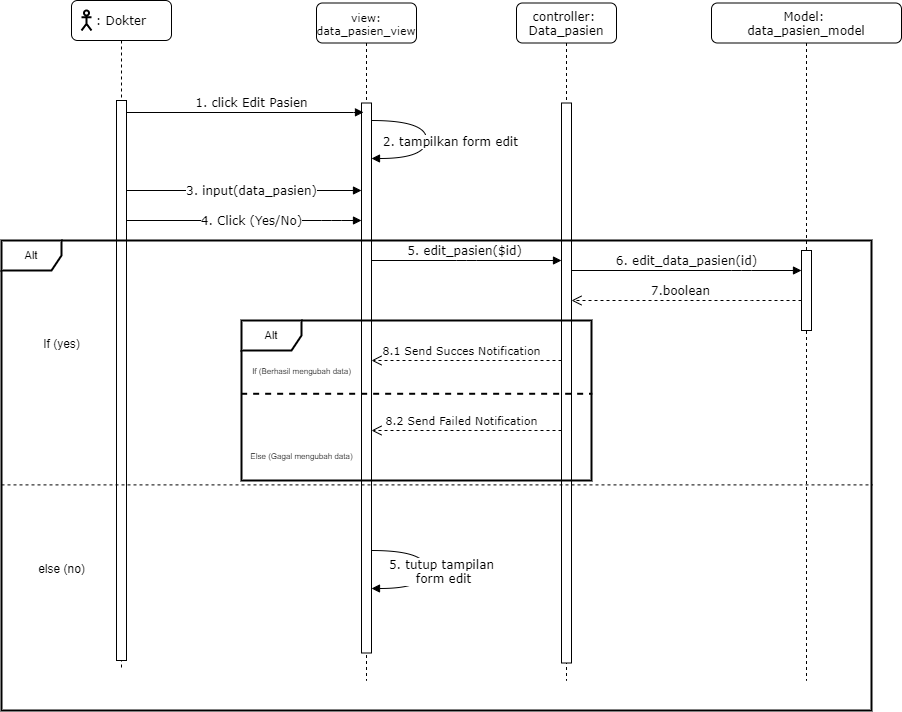 : Dokter
view:
data_pasien_view
controller:
Data_pasien
Model:
data_pasien_model
1. click Edit Pasien
2. tampilkan form edit
3. input(data_pasien)
4. Click (Yes/No)
Alt
5. edit_pasien($id)
6. edit_data_pasien(id)
7.boolean
Alt
If (yes)
8.1 Send Succes Notification
If (Berhasil mengubah data)
8.2 Send Failed Notification
Else (Gagal mengubah data)
else (no)
5. tutup tampilan
form edit